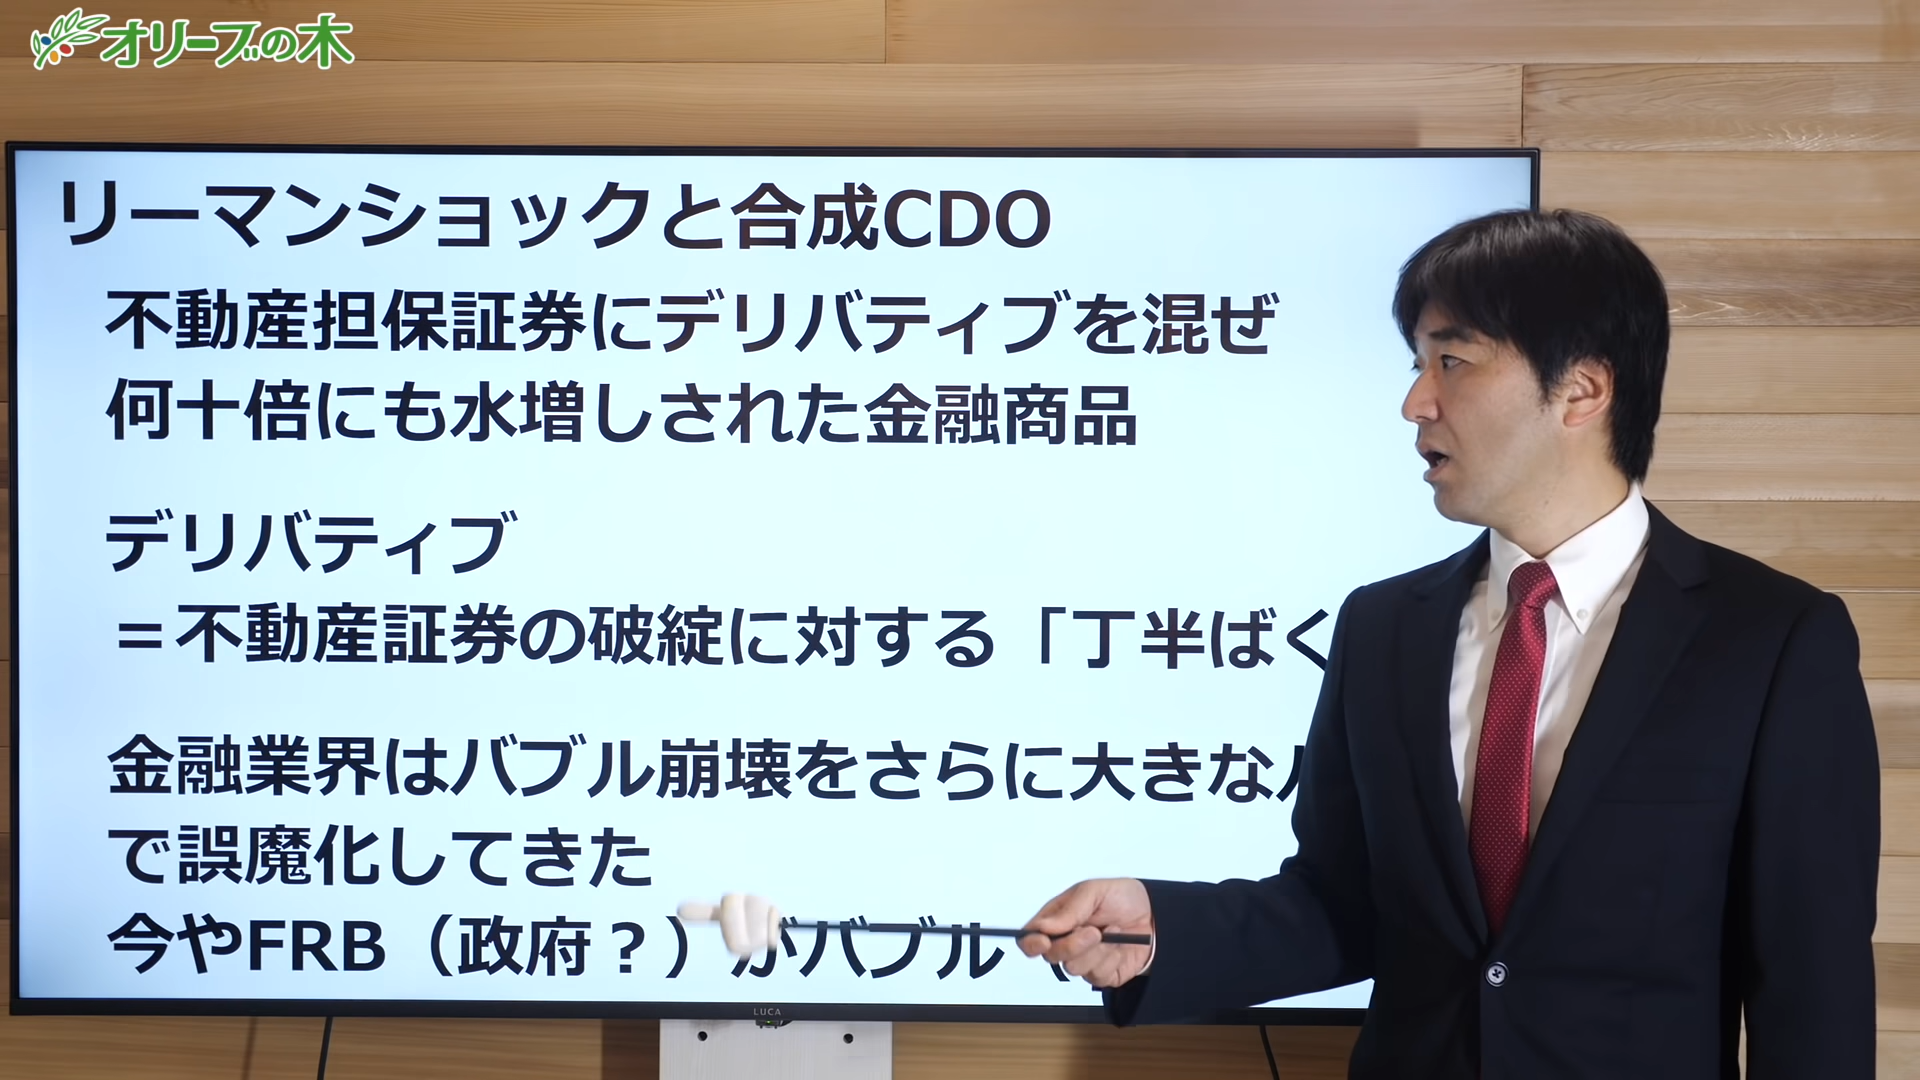 オリーブの木
リーマンショックと合成CDO
不動産担保証券にデリバティブを混ぜ
何十倍にも水増しされた金融商品
デリバティブ
＝不動産証券の破綻に対する「丁半ばく
金融業界はバブル崩壊をさらに大きな
で誤魔化してきた
今やFRB（政府？）がバブル（
LUCA